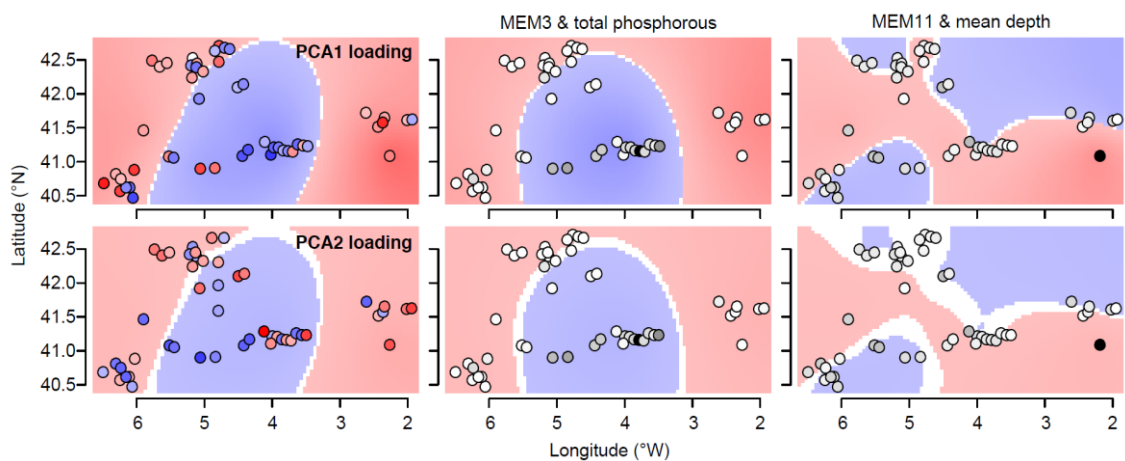 MEM3 & total phosphorous
MEM11 & mean depth
PCA1 loading
42.5
42.0
41.5
41.0
40.5
PCA2 loading
42.5
42.0
41.5
41.0
40.5
Latitude (°N)
6 5 4 3 2
6 5 4 3 2
6 5 4 3 2
Longitude (°W)